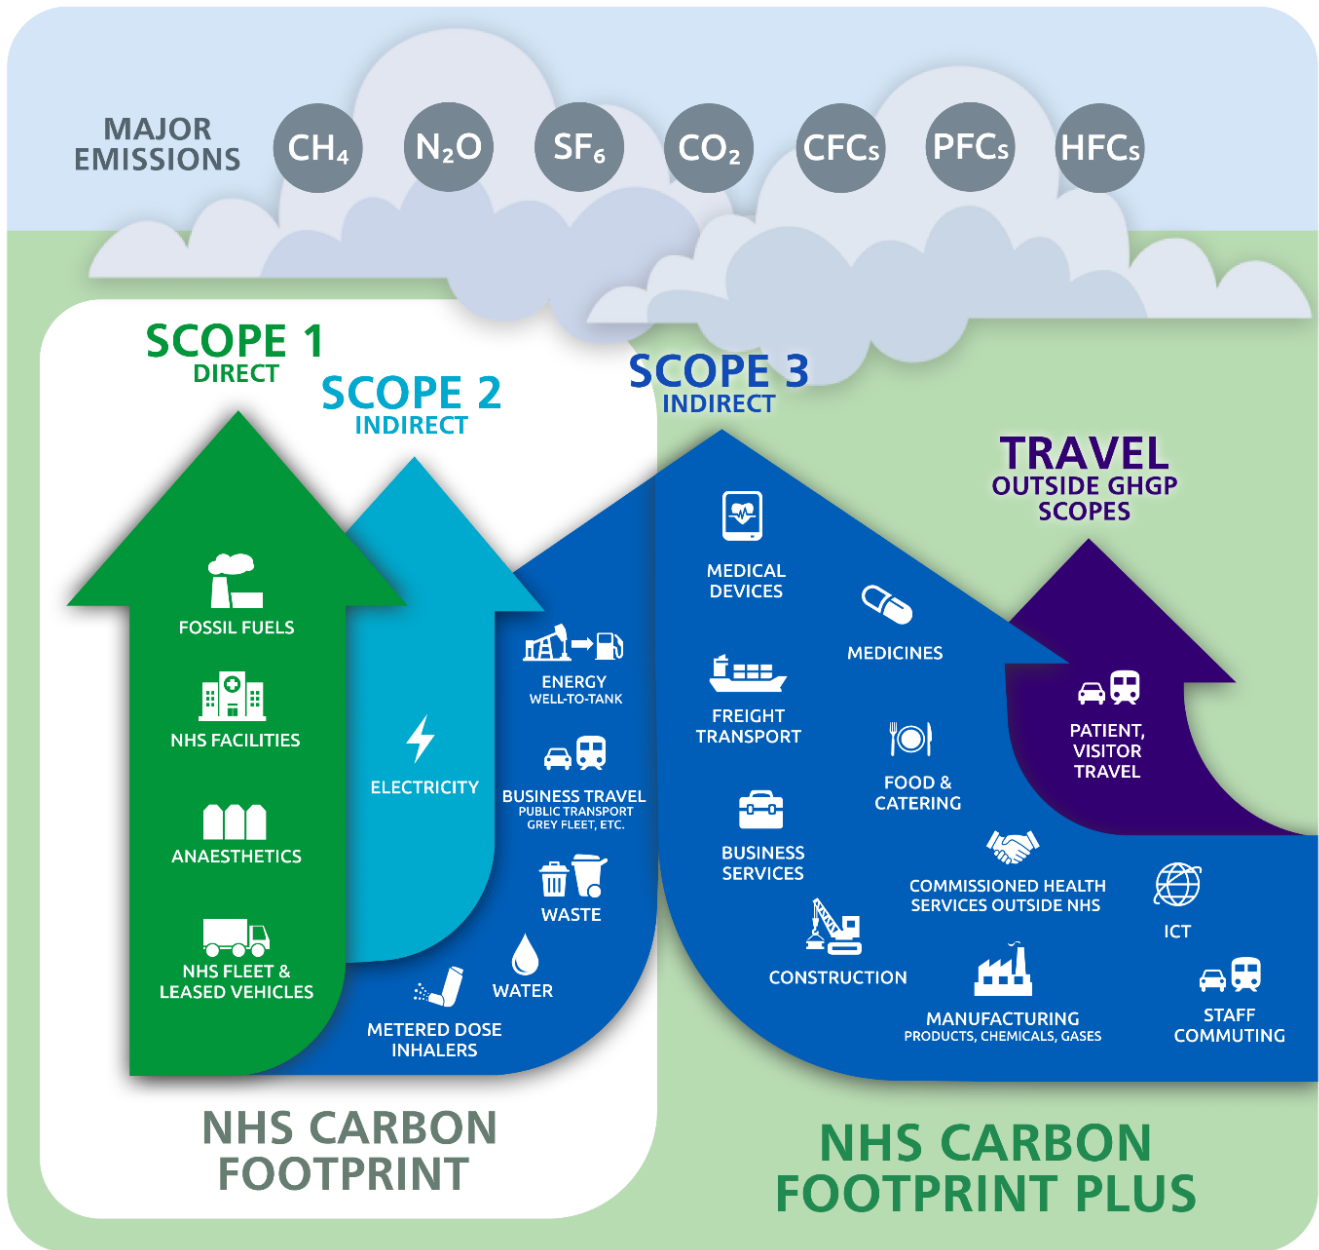 MAJOR
EMISSIONS
CH₄
N₂O
SF₆
CO₂
CFCs
PFCs
HFCs
SCOPE 1
DIRECT
SCOPE 2
INDIRECT
SCOPE 3
INDIRECT
TRAVEL
OUTSIDE GHGP
SCOPES
FOSSIL FUELS
NHS FACILITIES
ANAESTHETICS
NHS FLEET &
LEASED VEHICLES
ELECTRICITY
ENERGY
WELL-TO-TANK
BUSINESS TRAVEL
PUBLIC TRANSPORT
GREY FLEET, ETC.
WASTE
WATER
METERED DOSE
INHALERS
MEDICAL
DEVICES
MEDICINES
FREIGHT
TRANSPORT
FOOD &
CATERING
BUSINESS
SERVICES
COMMISSIONED HEALTH
SERVICES OUTSIDE NHS
CONSTRUCTION
MANUFACTURING
PRODUCTS, CHEMICALS, GASES
ICT
STAFF
COMMUTING
PATIENT,
VISITOR
TRAVEL
NHS CARBON
FOOTPRINT
NHS CARBON
FOOTPRINT PLUS